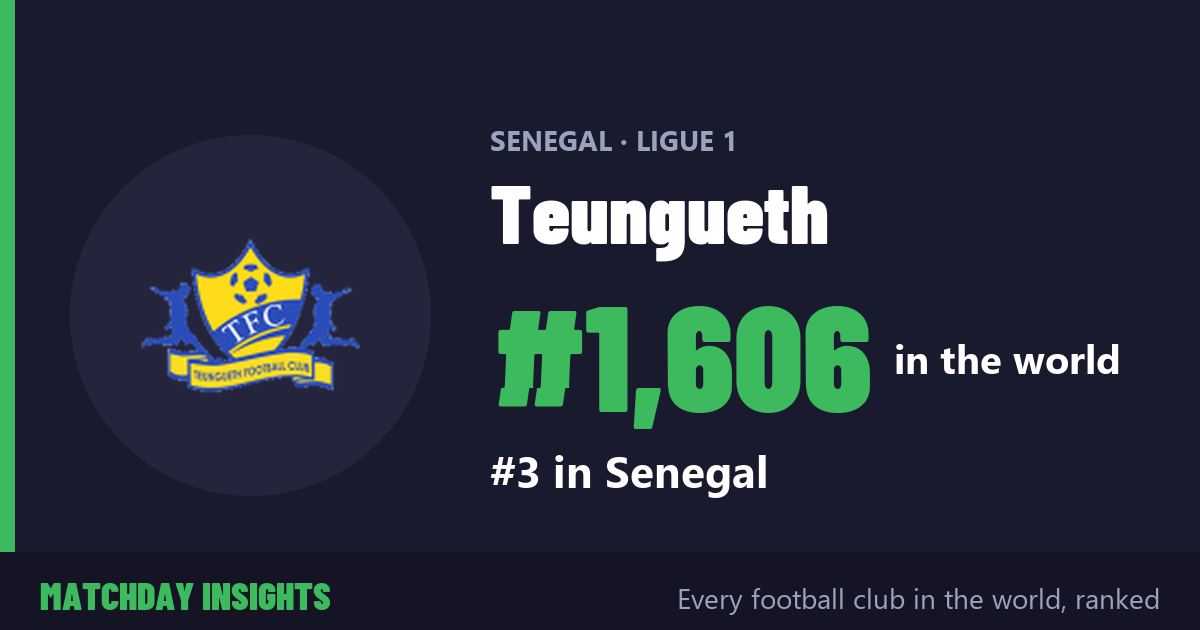 SENEGAL · LIGUE 1
Teungueth
#1,606 in the world
#3 in Senegal
TFC
TEUNGUETH FOOTBALL CLUB
MATCHDAY INSIGHTS
Every football club in the world, ranked